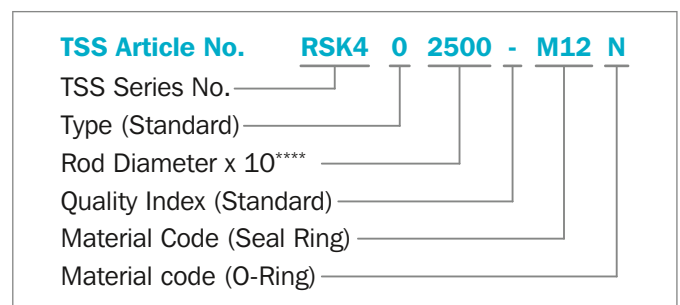 TSS Article No. RSK4 0 2500 - M12 N
TSS Series No.
Type (Standard)
Rod Diameter x 10****
Quality Index (Standard)
Material Code (Seal Ring)
Material code (O-Ring)